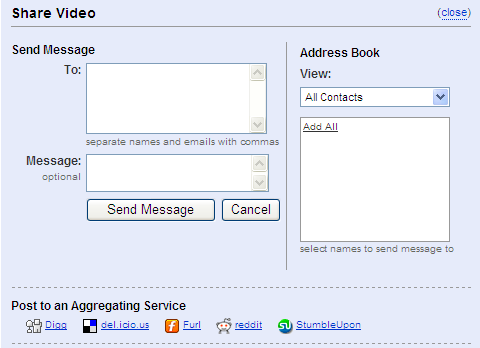 Share Video
(close)
Send Message
To:
separate names and emails with commas
Message:
optional
Send Message
Cancel
Address Book
View:
All Contacts
Add All
select names to send message to
Post to an Aggregating Service
Digg del.icio.us Furl reddit StumbleUpon